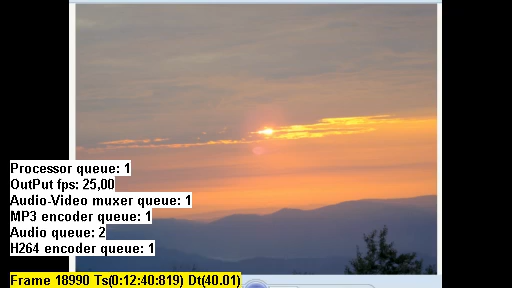 Processor queue: 1
OutPut fps: 25,00
Audio-Video muxer queue: 1
MP3 encoder queue: 1
Audio queue: 2
H264 encoder queue: 1
Frame 18990 Ts(0:12:40:819) Dt(40.01)